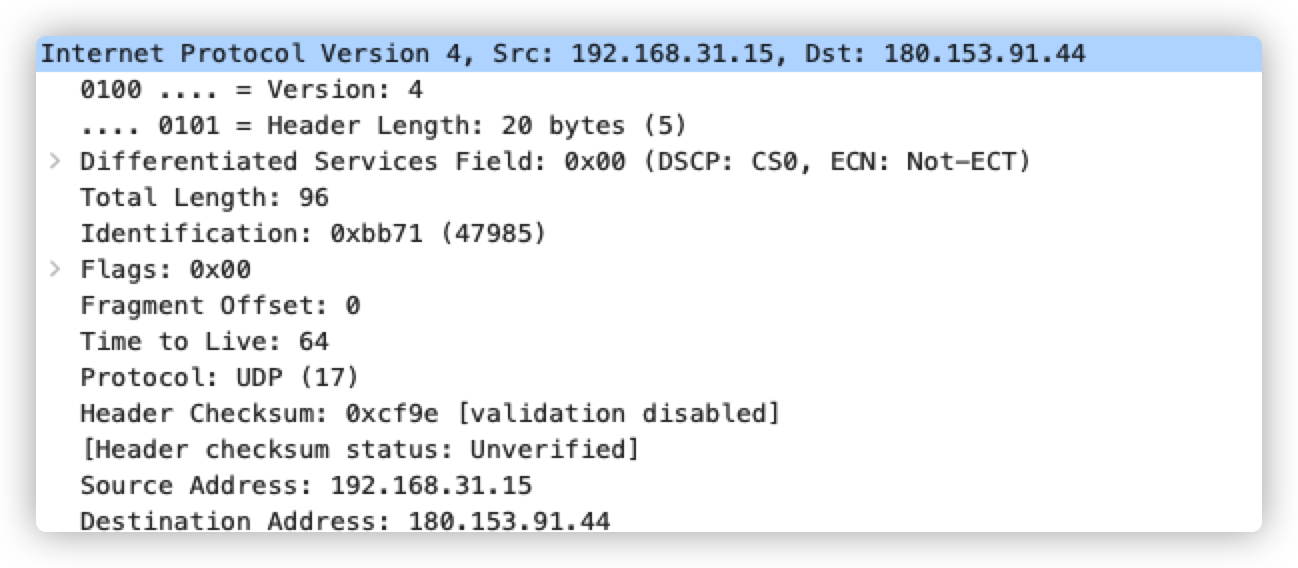 Internet Protocol Version 4, Src: 192.168.31.15, Dst: 180.153.91.44
0100 .... = Version: 4
.... 0101 = Header Length: 20 bytes (5)
Differentiated Services Field: 0x00 (DSCP: CS0, ECN: Not-ECT)
Total Length: 96
Identification: 0xbb71 (47985)
Flags: 0x00
Fragment Offset: 0
Time to Live: 64
Protocol: UDP (17)
Header Checksum: 0xcf9e [validation disabled]
[Header checksum status: Unverified]
Source Address: 192.168.31.15
Destination Address: 180.153.91.44